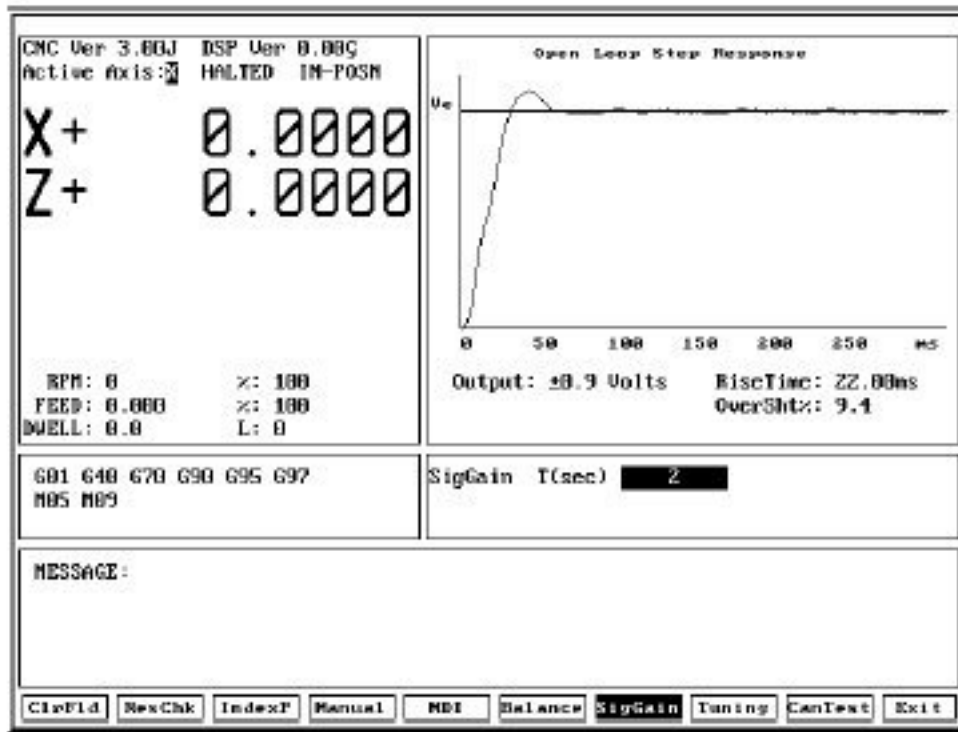 CNC Ver 3.00J DSP Ver 0.00G
Active Axis:X HALTED IN-POSN
X+ 0.0000
Z+ 0.0000
RPM: 0 %: 100
FEED: 0.000 %: 100
DWELL: 0.0 L: 0
Open Loop Step Response
Ve
0 50 100 150 200 250 ms
Output: ±0.9 Volts RiseTime: 22.00ms
OverSht%: 9.4
G01 G40 G70 G90 G95 G97
M05 M09
SigGain T(sec) 2
MESSAGE:
ClrFld ResChk IndexP Manual MDI Balance SigGain Tuning CanTest Exit